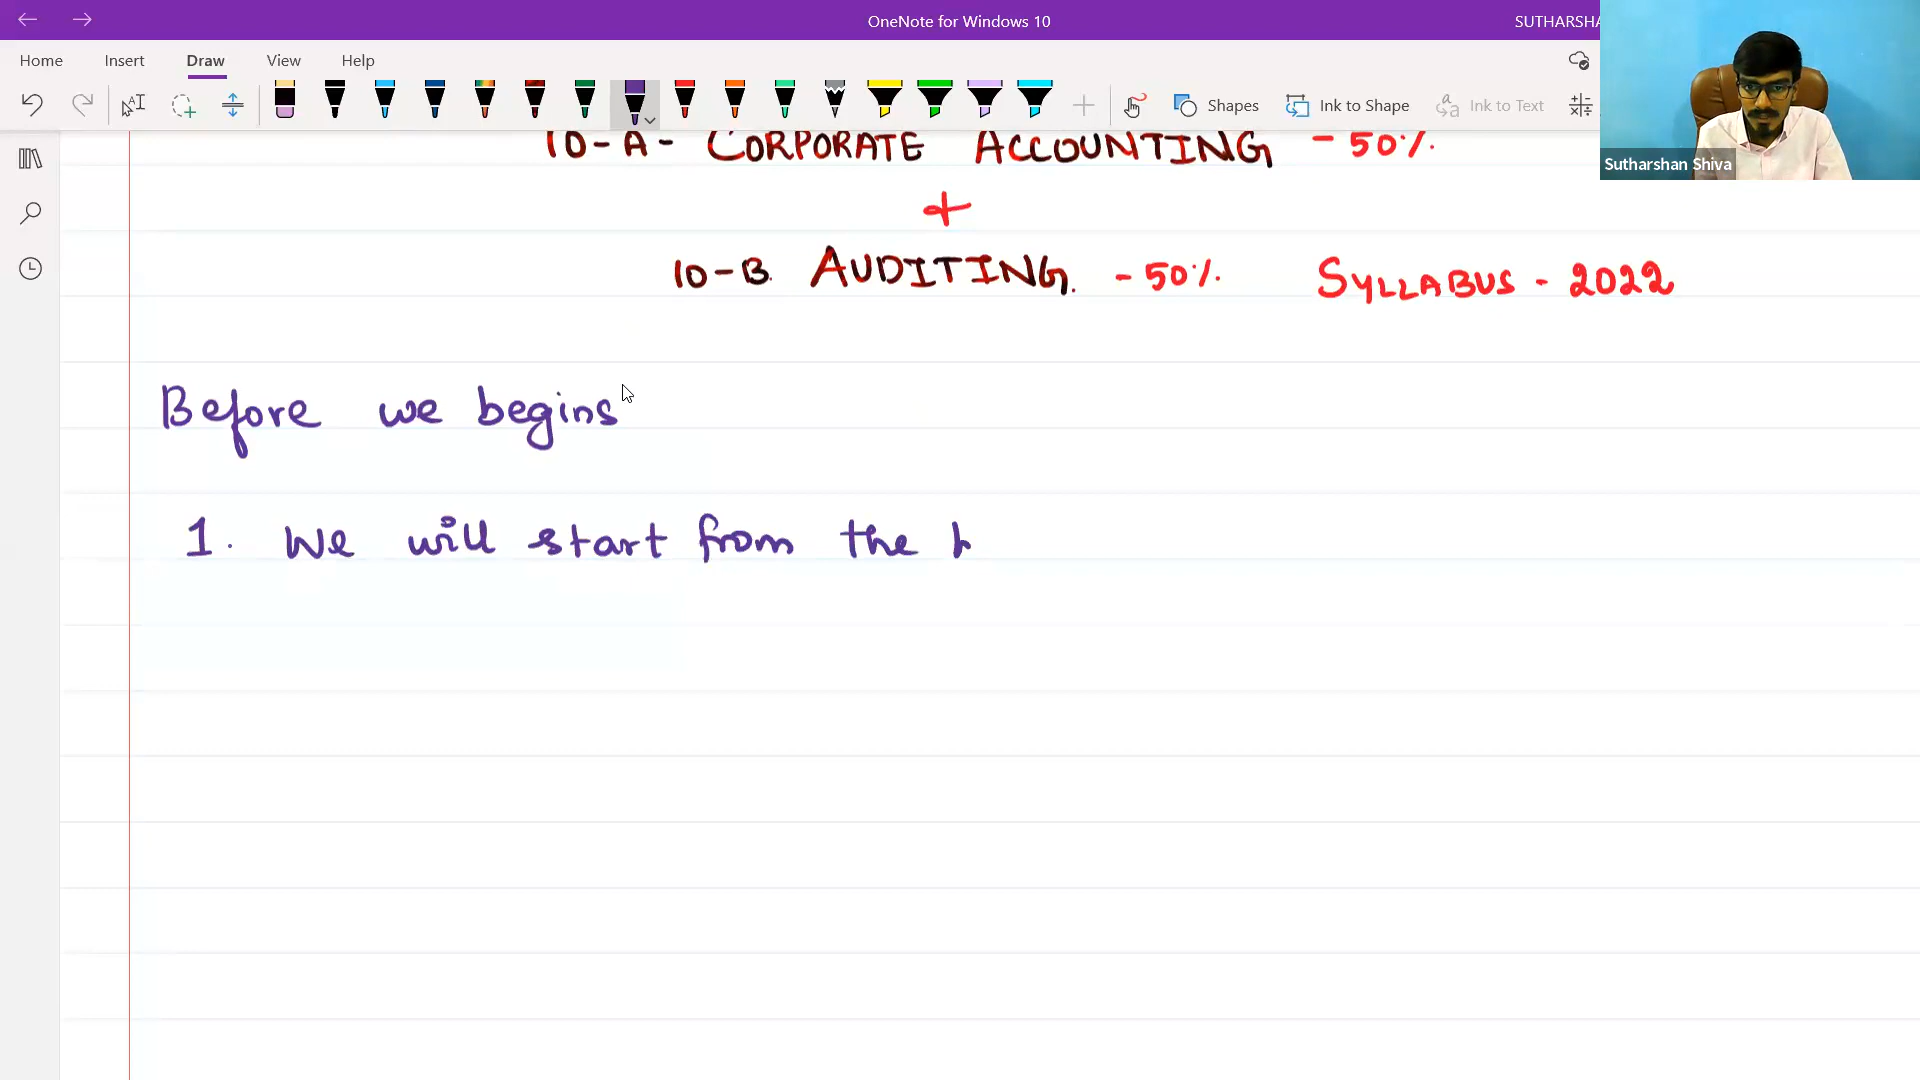 OneNote for Windows 10
SUTHARSHA
Home Insert Draw View Help
Shapes Ink to Shape Ink to Text
Sutharshan Shiva
10-A- CORPORATE ACCOUNTING - 50%.
+
10-B. AUDITING. - 50%. SYLLABUS - 2022
Before we begins
1. We will start from the